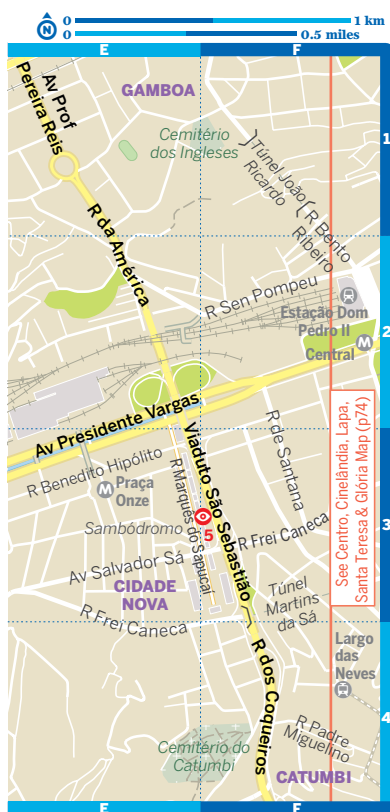 N
0
1 km
0
0.5 miles
E
F
1
GAMBOA
Av Prof
Pereira Reis
Cemitério
dos Ingleses
Túnel João
Ricardo
R Bento
Ribeiro
R da América
R Sen Pompeu
Estação Dom
Pedro II
2
M
Central
Av Presidente Vargas
See Centro, Cinelândia, Lapa,
Santa Teresa & Glória Map (p74)
R Benedito Hipólito
M
Praça
Onze
R Marquês do Sapucaí
Viaduto São Sebastião
R de Santana
Sambódromo
5
3
R Frei Caneca
Av Salvador Sá
CIDADE
NOVA
R Frei Caneca
Túnel
Martins
da Sá
Largo
das
Neves
R dos Coqueiros
4
R Padre
Miguelino
Cemitério do
Catumbi
CATUMBI
E
F